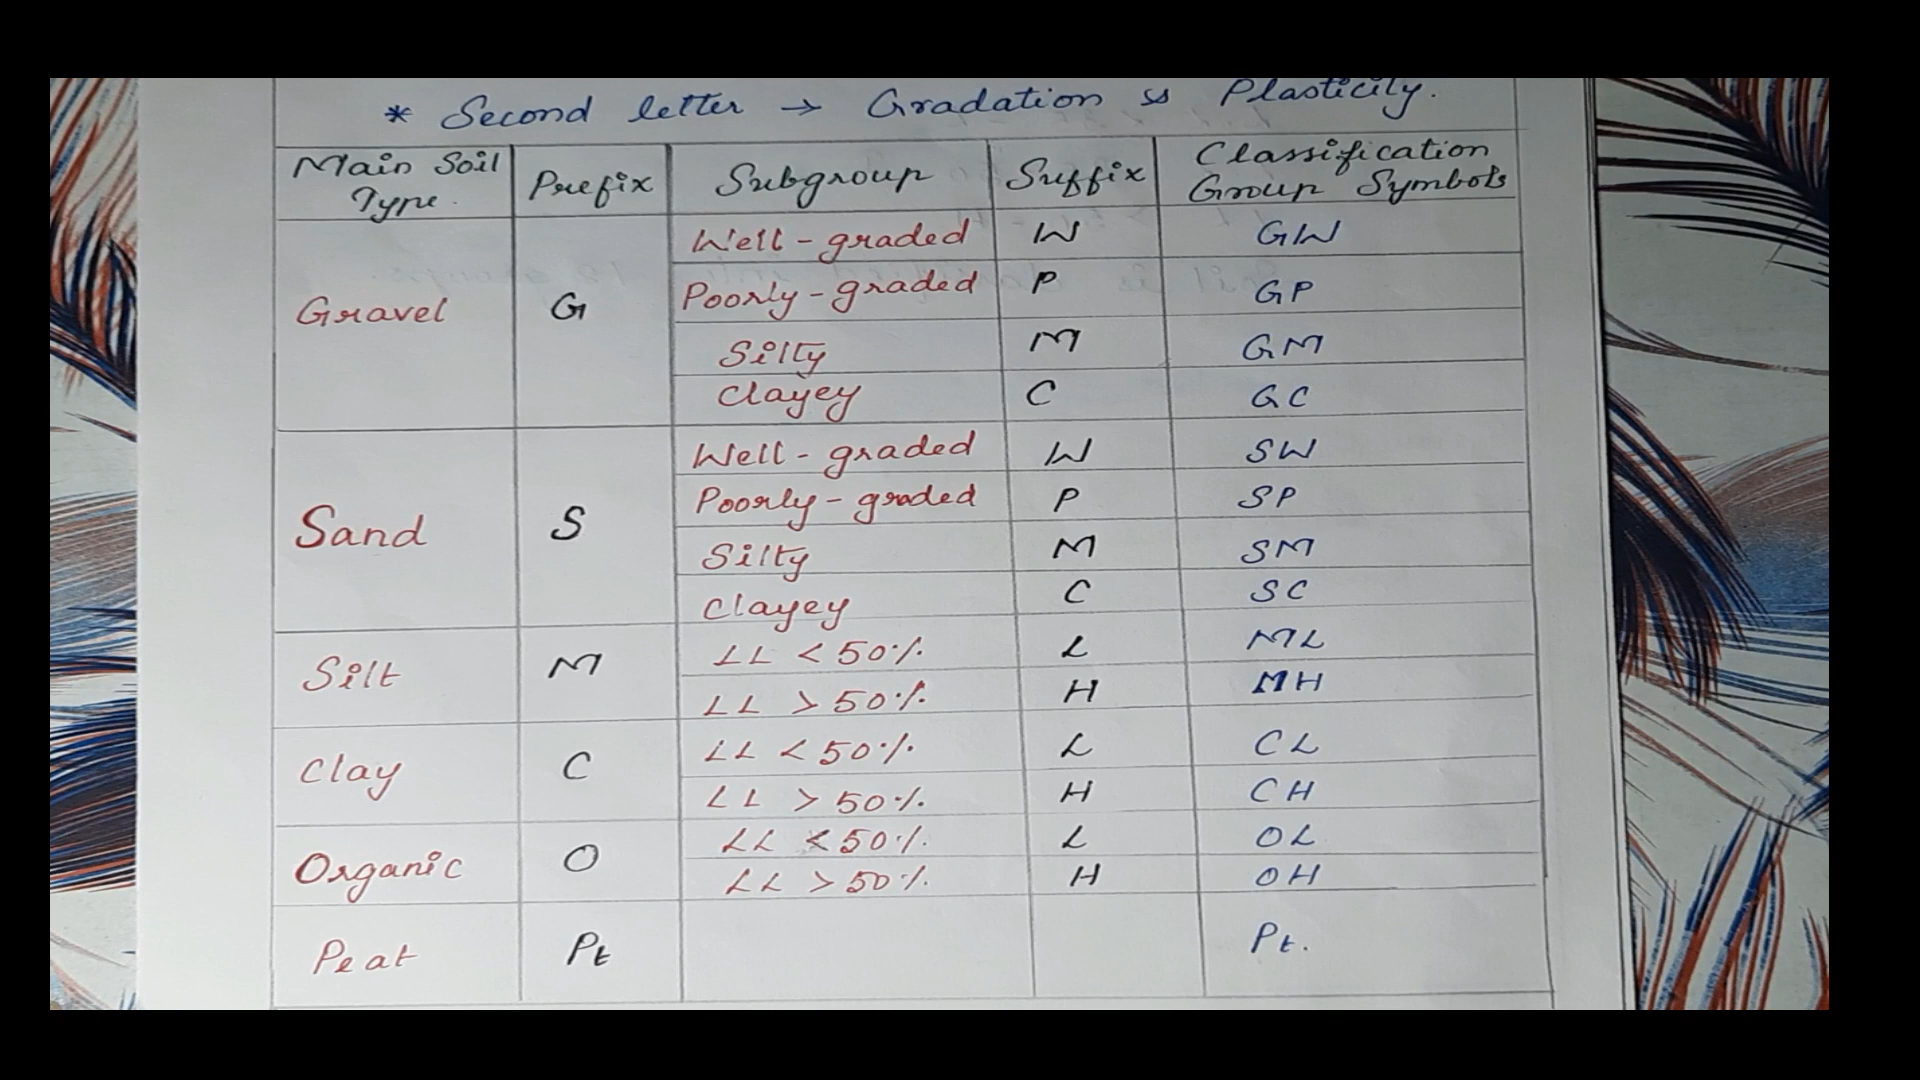 * Second letter → Gradation or Plasticity.
Main Soil Type. Prefix Subgroup Suffix Classification Group Symbols
Gravel G Well-graded W GW
Poorly-graded P GP
Silty M GM
Clayey C GC
Sand S Well-graded W SW
Poorly-graded P SP
Silty M SM
Clayey C SC
Silt M LL < 50% L ML
LL > 50% H MH
Clay C LL < 50% L CL
LL > 50% H CH
Organic O LL < 50% L OL
LL > 50% H OH
Peat Pt Pt.